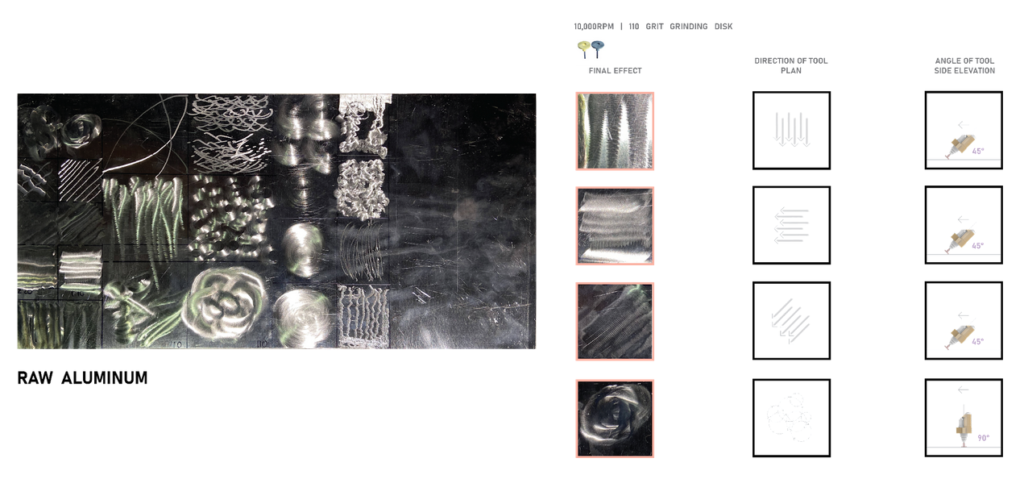 10,000RPM | 110 GRIT GRINDING DISK
FINAL EFFECT
DIRECTION OF TOOL
PLAN
ANGLE OF TOOL
SIDE ELEVATION
45°
45°
45°
90°
RAW ALUMINUM